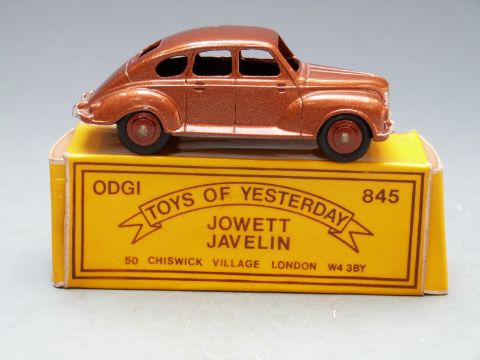 ODGI 845
TOYS OF YESTERDAY
JOWETT
JAVELIN
50 CHISWICK VILLAGE LONDON W4 3BY